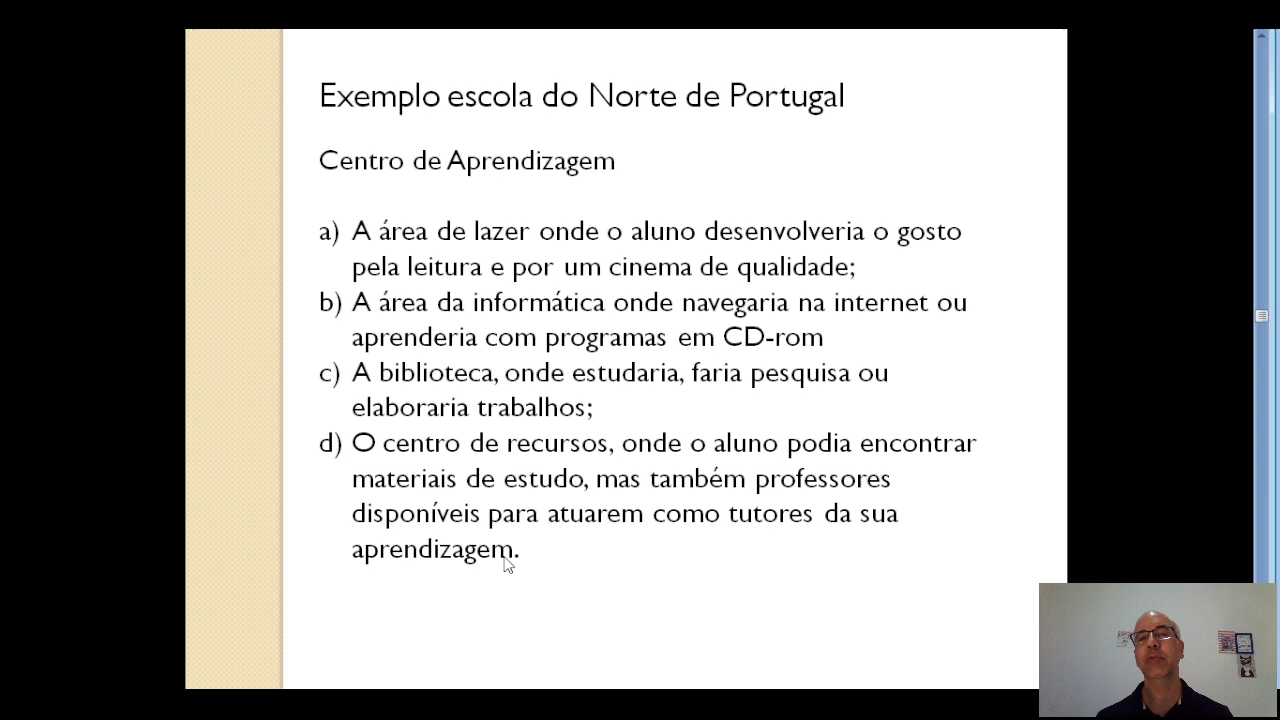 Exemplo escola do Norte de Portugal
Centro de Aprendizagem
a) A área de lazer onde o aluno desenvolveria o gosto
pela leitura e por um cinema de qualidade;
b) A área da informática onde navegaria na internet ou
aprenderia com programas em CD-rom
c) A biblioteca, onde estudaria, faria pesquisa ou
elaboraria trabalhos;
d) O centro de recursos, onde o aluno podia encontrar
materiais de estudo, mas também professores
disponíveis para atuarem como tutores da sua
aprendizagem.